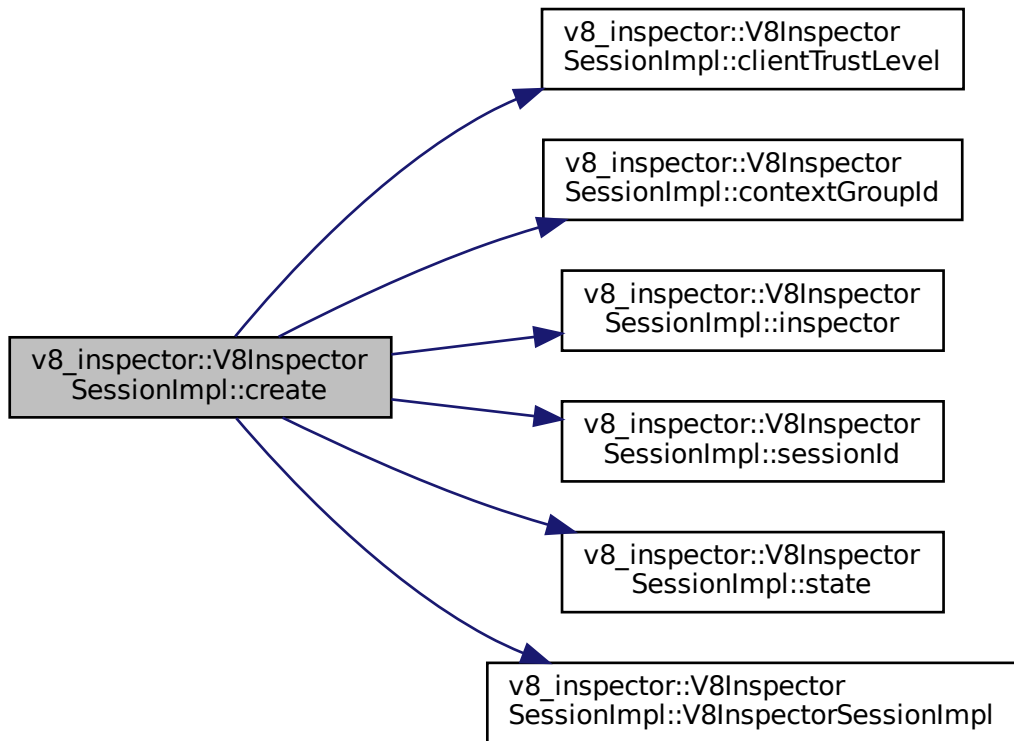 v8_inspector::V8Inspector
SessionImpl::clientTrustLevel
v8_inspector::V8Inspector
SessionImpl::contextGroupId
v8_inspector::V8Inspector
SessionImpl::inspector
v8_inspector::V8Inspector
SessionImpl::create
v8_inspector::V8Inspector
SessionImpl::sessionId
v8_inspector::V8Inspector
SessionImpl::state
v8_inspector::V8Inspector
SessionImpl::V8InspectorSessionImpl